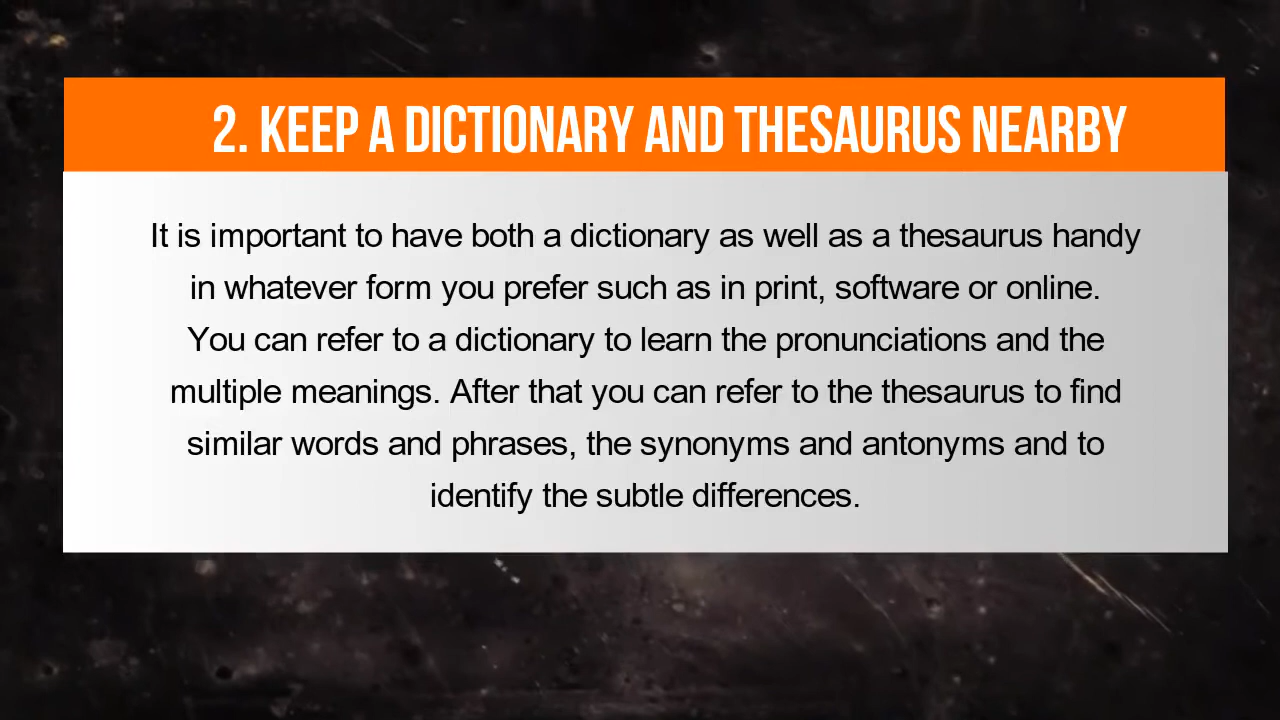 2. KEEP A DICTIONARY AND THESAURUS NEARBY
It is important to have both a dictionary as well as a thesaurus handy
in whatever form you prefer such as in print, software or online.
You can refer to a dictionary to learn the pronunciations and the
multiple meanings. After that you can refer to the thesaurus to find
similar words and phrases, the synonyms and antonyms and to
identify the subtle differences.